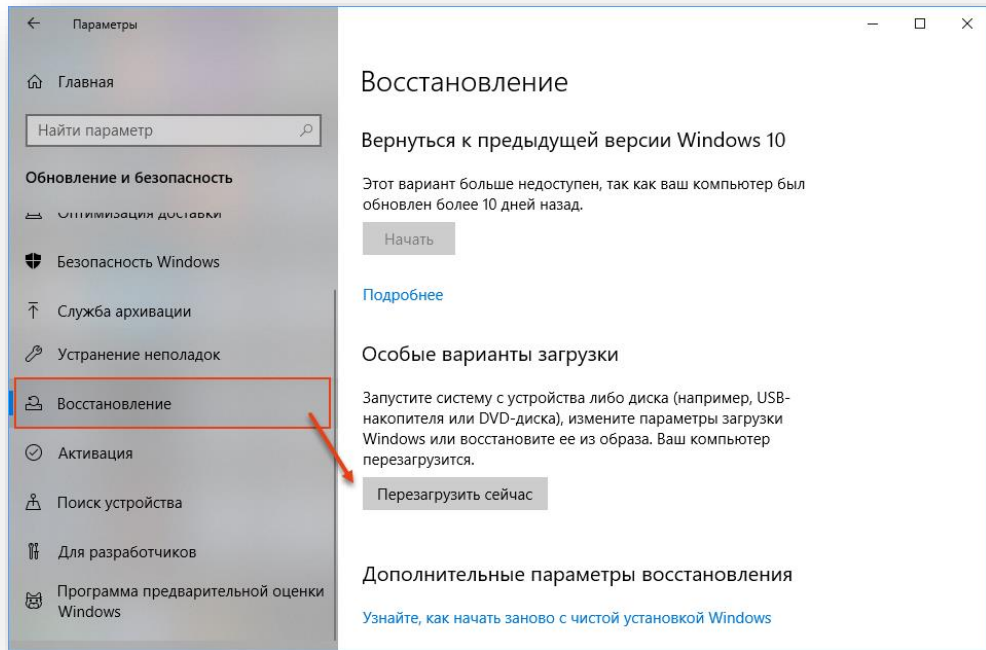 Параметры
Главная
Найти параметр
Обновление и безопасность
Оптимизация доставки
Безопасность Windows
Служба архивации
Устранение неполадок
Восстановление
Активация
Поиск устройства
Для разработчиков
Программа предварительной оценки
Windows
Восстановление
Вернуться к предыдущей версии Windows 10
Этот вариант больше недоступен, так как ваш компьютер был
обновлен более 10 дней назад.
Начать
Подробнее
Особые варианты загрузки
Запустите систему с устройства либо диска (например, USB-
накопителя или DVD-диска), измените параметры загрузки
Windows или восстановите ее из образа. Ваш компьютер
перезагрузится.
Перезагрузить сейчас
Дополнительные параметры восстановления
Узнайте, как начать заново с чистой установкой Windows